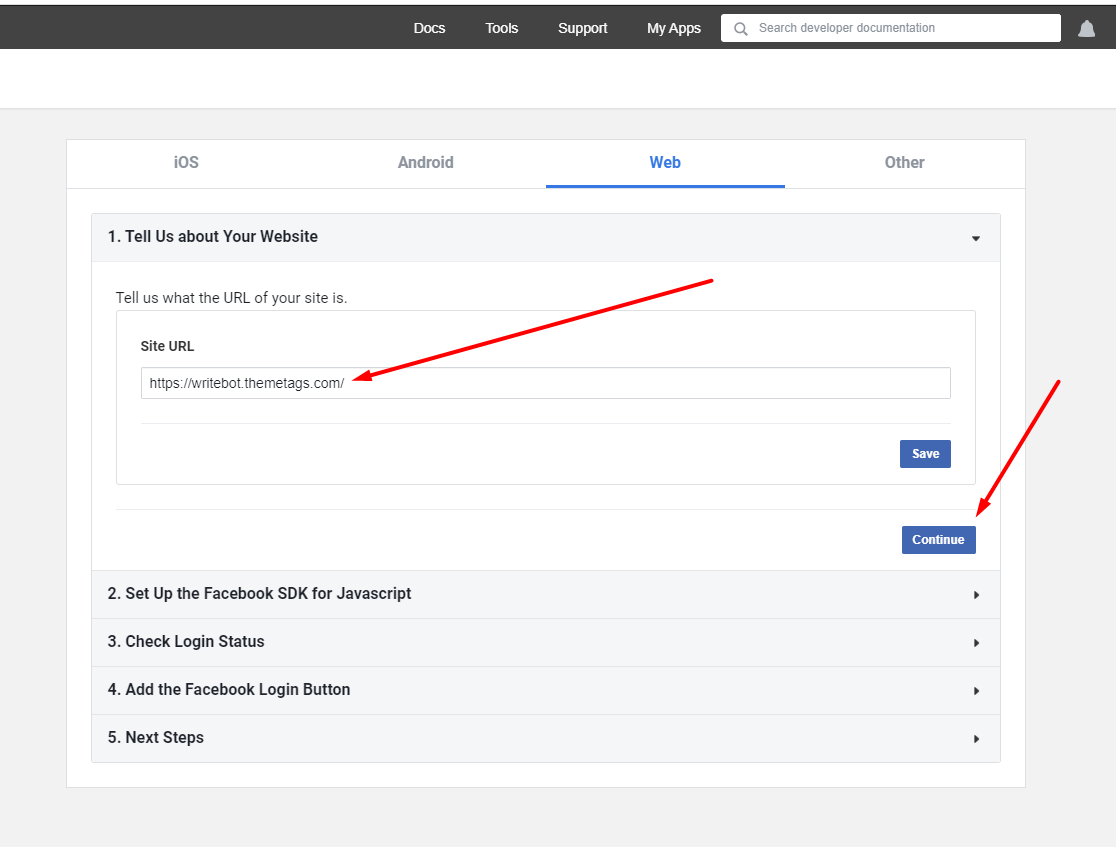 Docs Tools Support My Apps Search developer documentation
iOS Android Web Other
1. Tell Us about Your Website
Tell us what the URL of your site is.
Site URL
https://writebot.themetags.com/
Save
Continue
2. Set Up the Facebook SDK for Javascript
3. Check Login Status
4. Add the Facebook Login Button
5. Next Steps